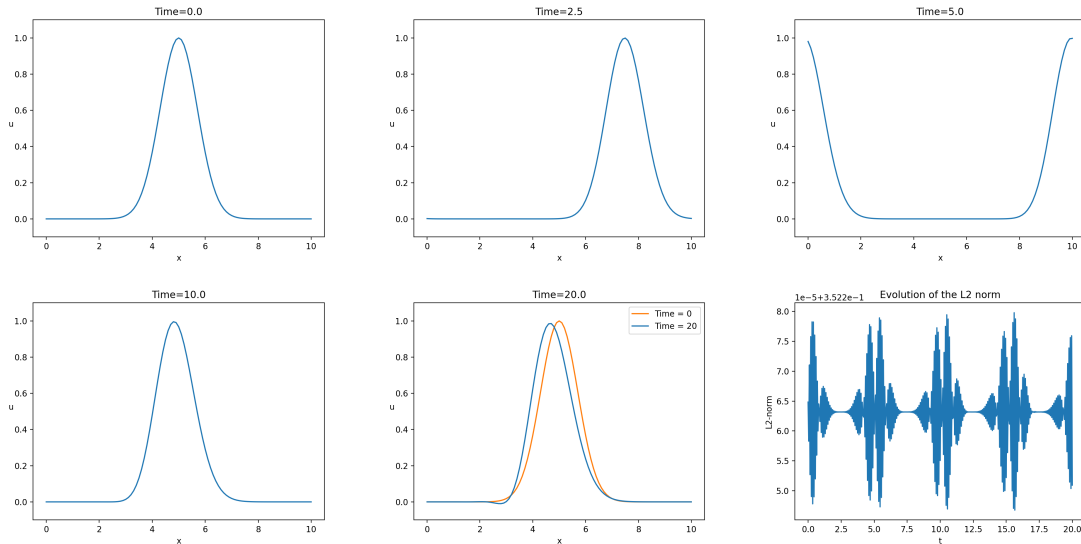 Time=0.0
1.0
0.8
0.6
u
0.4
0.2
0.0
0 2 4 6 8 10
x
Time=2.5
1.0
0.8
0.6
u
0.4
0.2
0.0
0 2 4 6 8 10
x
Time=5.0
1.0
0.8
0.6
u
0.4
0.2
0.0
0 2 4 6 8 10
x
Time=10.0
1.0
0.8
0.6
u
0.4
0.2
0.0
0 2 4 6 8 10
x
Time=20.0
Time = 0
Time = 20
1.0
0.8
0.6
u
0.4
0.2
0.0
0 2 4 6 8 10
x
1e-5+3.522e-1
Evolution of the L2 norm
8.0
7.5
7.0
6.5
L2-norm
6.0
5.5
5.0
0.0 2.5 5.0 7.5 10.0 12.5 15.0 17.5 20.0
t